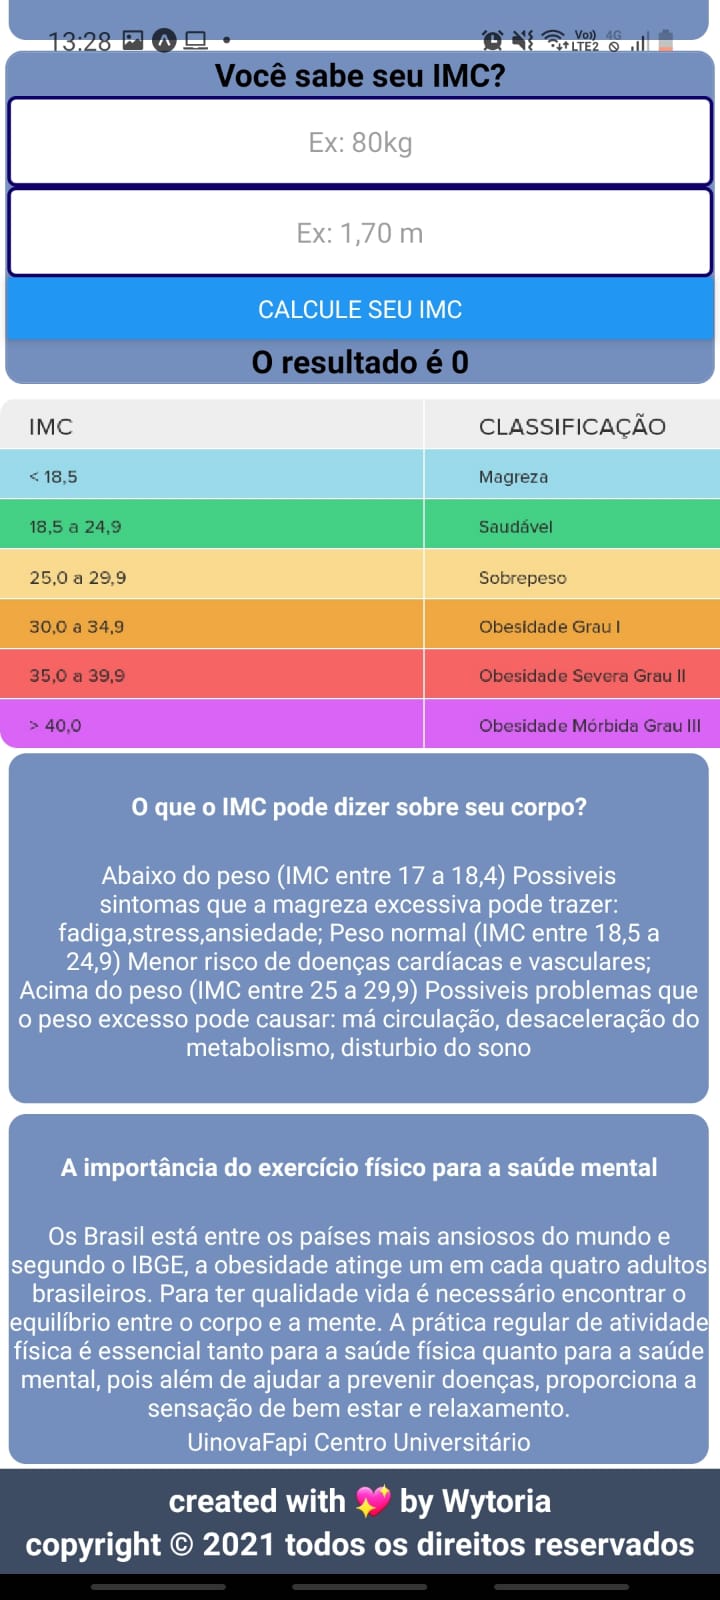 13:28
Vo)) 4G
LTE2
Você sabe seu IMC?
Ex: 80kg
Ex: 1,70 m
CALCULE SEU IMC
O resultado é 0
IMC CLASSIFICAÇÃO
< 18,5 Magreza
18,5 a 24,9 Saudável
25,0 a 29,9 Sobrepeso
30,0 a 34,9 Obesidade Grau I
35,0 a 39,9 Obesidade Severa Grau II
> 40,0 Obesidade Mórbida Grau III
O que o IMC pode dizer sobre seu corpo?
Abaixo do peso (IMC entre 17 a 18,4) Possiveis
sintomas que a magreza excessiva pode trazer:
fadiga,stress,ansiedade; Peso normal (IMC entre 18,5 a
24,9) Menor risco de doenças cardíacas e vasculares;
Acima do peso (IMC entre 25 a 29,9) Possiveis problemas que
o peso excesso pode causar: má circulação, desaceleração do
metabolismo, disturbio do sono
A importância do exercício físico para a saúde mental
Os Brasil está entre os países mais ansiosos do mundo e
segundo o IBGE, a obesidade atinge um em cada quatro adultos
brasileiros. Para ter qualidade vida é necessário encontrar o
equilíbrio entre o corpo e a mente. A prática regular de atividade
física é essencial tanto para a saúde física quanto para a saúde
mental, pois além de ajudar a prevenir doenças, proporciona a
sensação de bem estar e relaxamento.
UinovaFapi Centro Universitário
created with 💖 by Wytoria
copyright © 2021 todos os direitos reservados